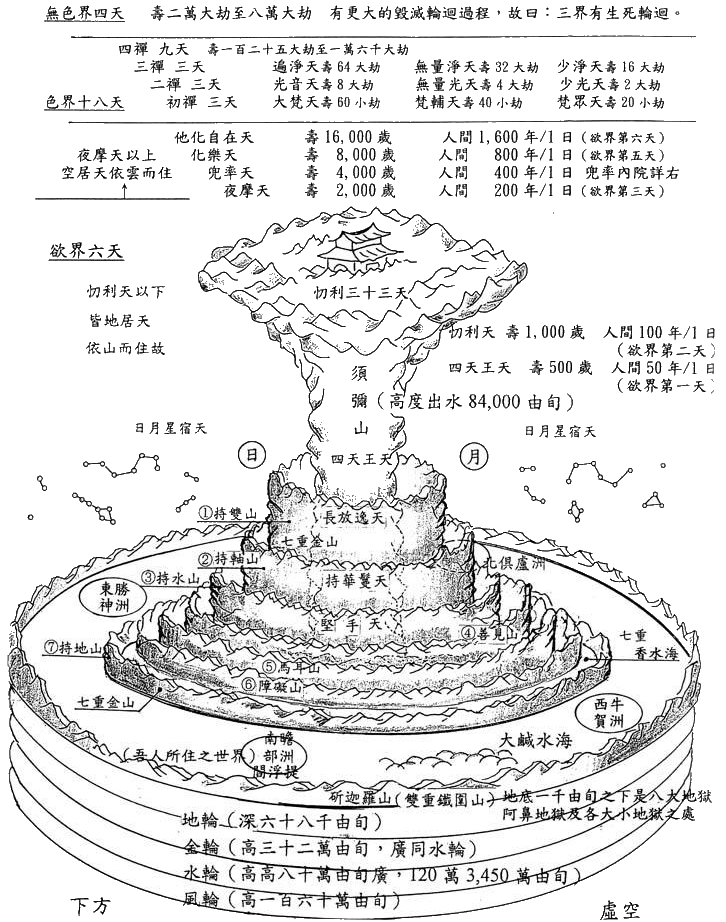 無色界四天　壽二萬大劫至八萬大劫　有更大的毀滅輪迴過程，故曰：三界有生死輪迴。
四禪 九天　壽一百二十五大劫至一萬六千大劫
三禪 三天　遍淨天壽64大劫　無量淨天壽32大劫　少淨天壽16大劫
二禪 三天　光音天壽8大劫　無量光天壽4大劫　少光天壽2大劫
色界十八天　初禪 三天　大梵天壽60小劫　梵輔天壽40小劫　梵眾天壽20小劫
他化自在天　壽16,000歲　人間1,600年/1日(欲界第六天)
夜摩天以上　化樂天　壽 8,000歲　人間 800年/1日(欲界第五天)
空居天依雲而住　兜率天　壽 4,000歲　人間 400年/1日 兜率內院詳右
夜摩天　壽 2,000歲　人間 200年/1日(欲界第三天)
欲界六天
忉利三十三天
忉利天以下
皆地居天
依山而住故
忉利天 壽1,000歲　人間100年/1日
(欲界第二天)
四天王天　壽500歲　人間50年/1日
(欲界第一天)
須
彌（高度出水84,000由旬）
山
日月星宿天
日月星宿天
日
月
四天王天
①持雙山
長放逸天
七重金山
②持軸山
北俱盧洲
③持水山
持華鬘天
東勝
神洲
堅手天
④善見山
七重
香水海
⑦持地山
⑤馬耳山
⑥障礙山
七重金山
西牛
賀洲
大鹹水海
南瞻
部洲
閻浮提
(吾人所住之世界)
斫迦羅山(雙重鐵圍山)
地底一千由旬之下是八大地獄
阿鼻地獄及各大小地獄之處
地輪（深六十八千由旬）
金輪（高三十二萬由旬，廣同水輪）
水輪（高高八十萬由旬廣，120萬3,450萬由旬）
風輪（高一百六十萬由旬）
下方
虛空